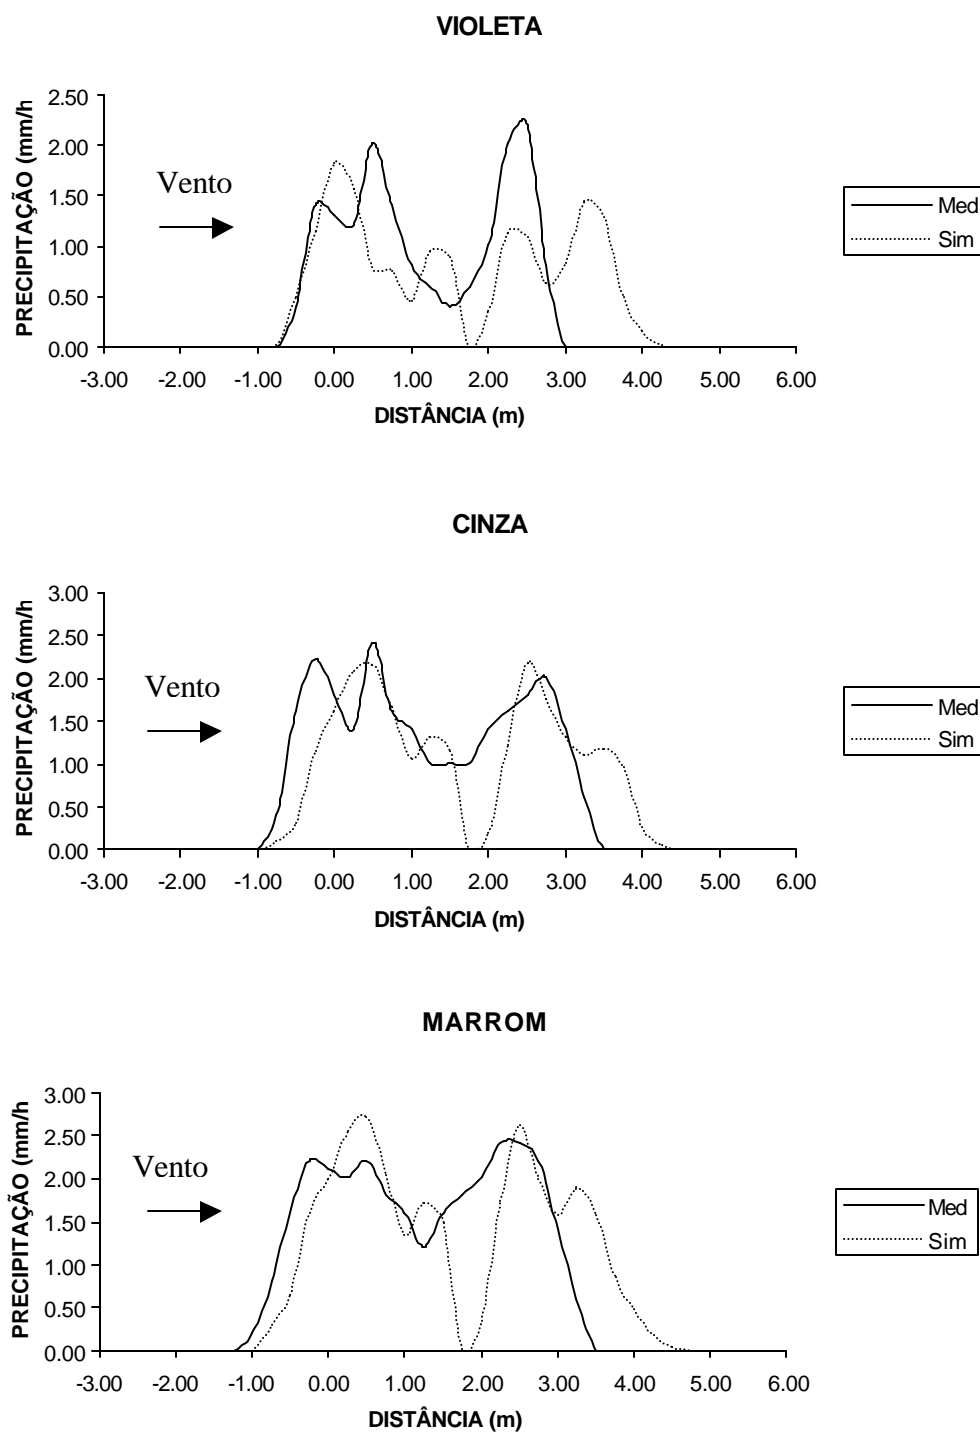 VIOLETA
PRECIPITAÇÃO (mm/h)
2.50
2.00
1.50
1.00
0.50
0.00
Vento
Med
Sim
-3.00 -2.00 -1.00 0.00 1.00 2.00 3.00 4.00 5.00 6.00
DISTÂNCIA (m)
CINZA
PRECIPITAÇÃO (mm/h)
3.00
2.50
2.00
1.50
1.00
0.50
0.00
Vento
Med
Sim
-3.00 -2.00 -1.00 0.00 1.00 2.00 3.00 4.00 5.00 6.00
DISTÂNCIA (m)
MARROM
PRECIPITAÇÃO (mm/h)
3.00
2.50
2.00
1.50
1.00
0.50
0.00
Vento
Med
Sim
-3.00 -2.00 -1.00 0.00 1.00 2.00 3.00 4.00 5.00 6.00
DISTÂNCIA (m)